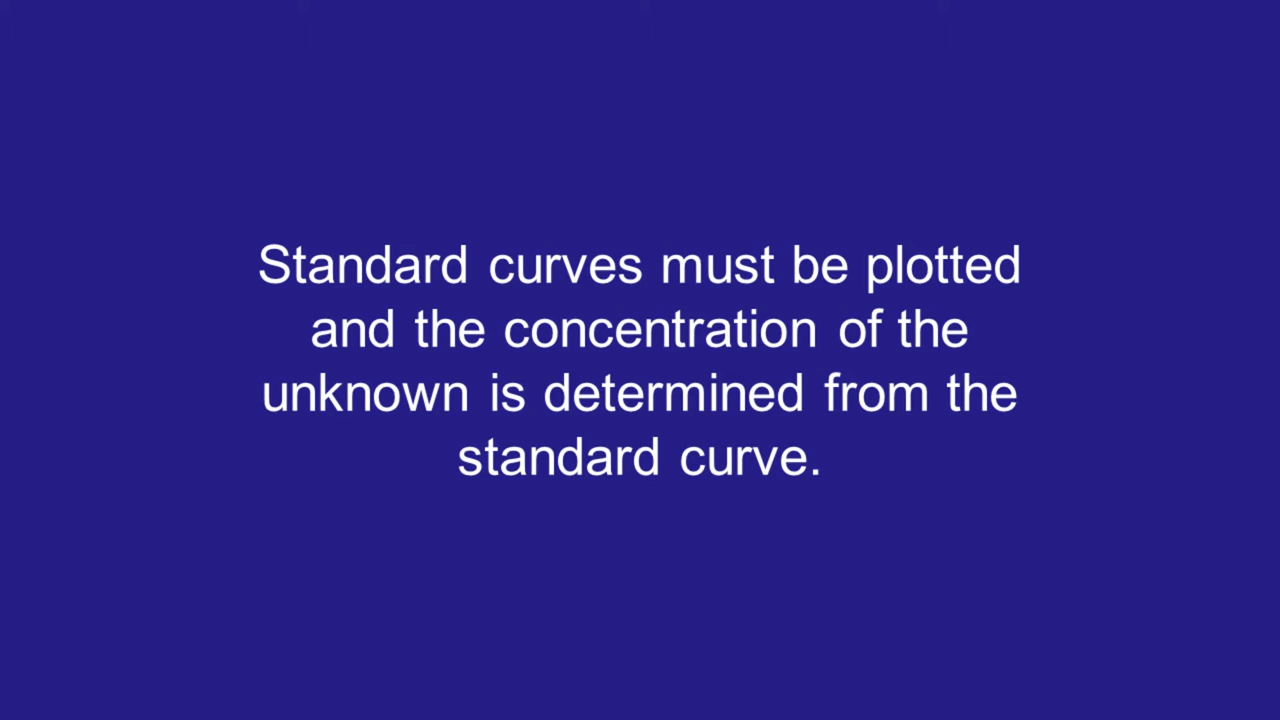 Standard curves must be plotted
and the concentration of the
unknown is determined from the
standard curve.